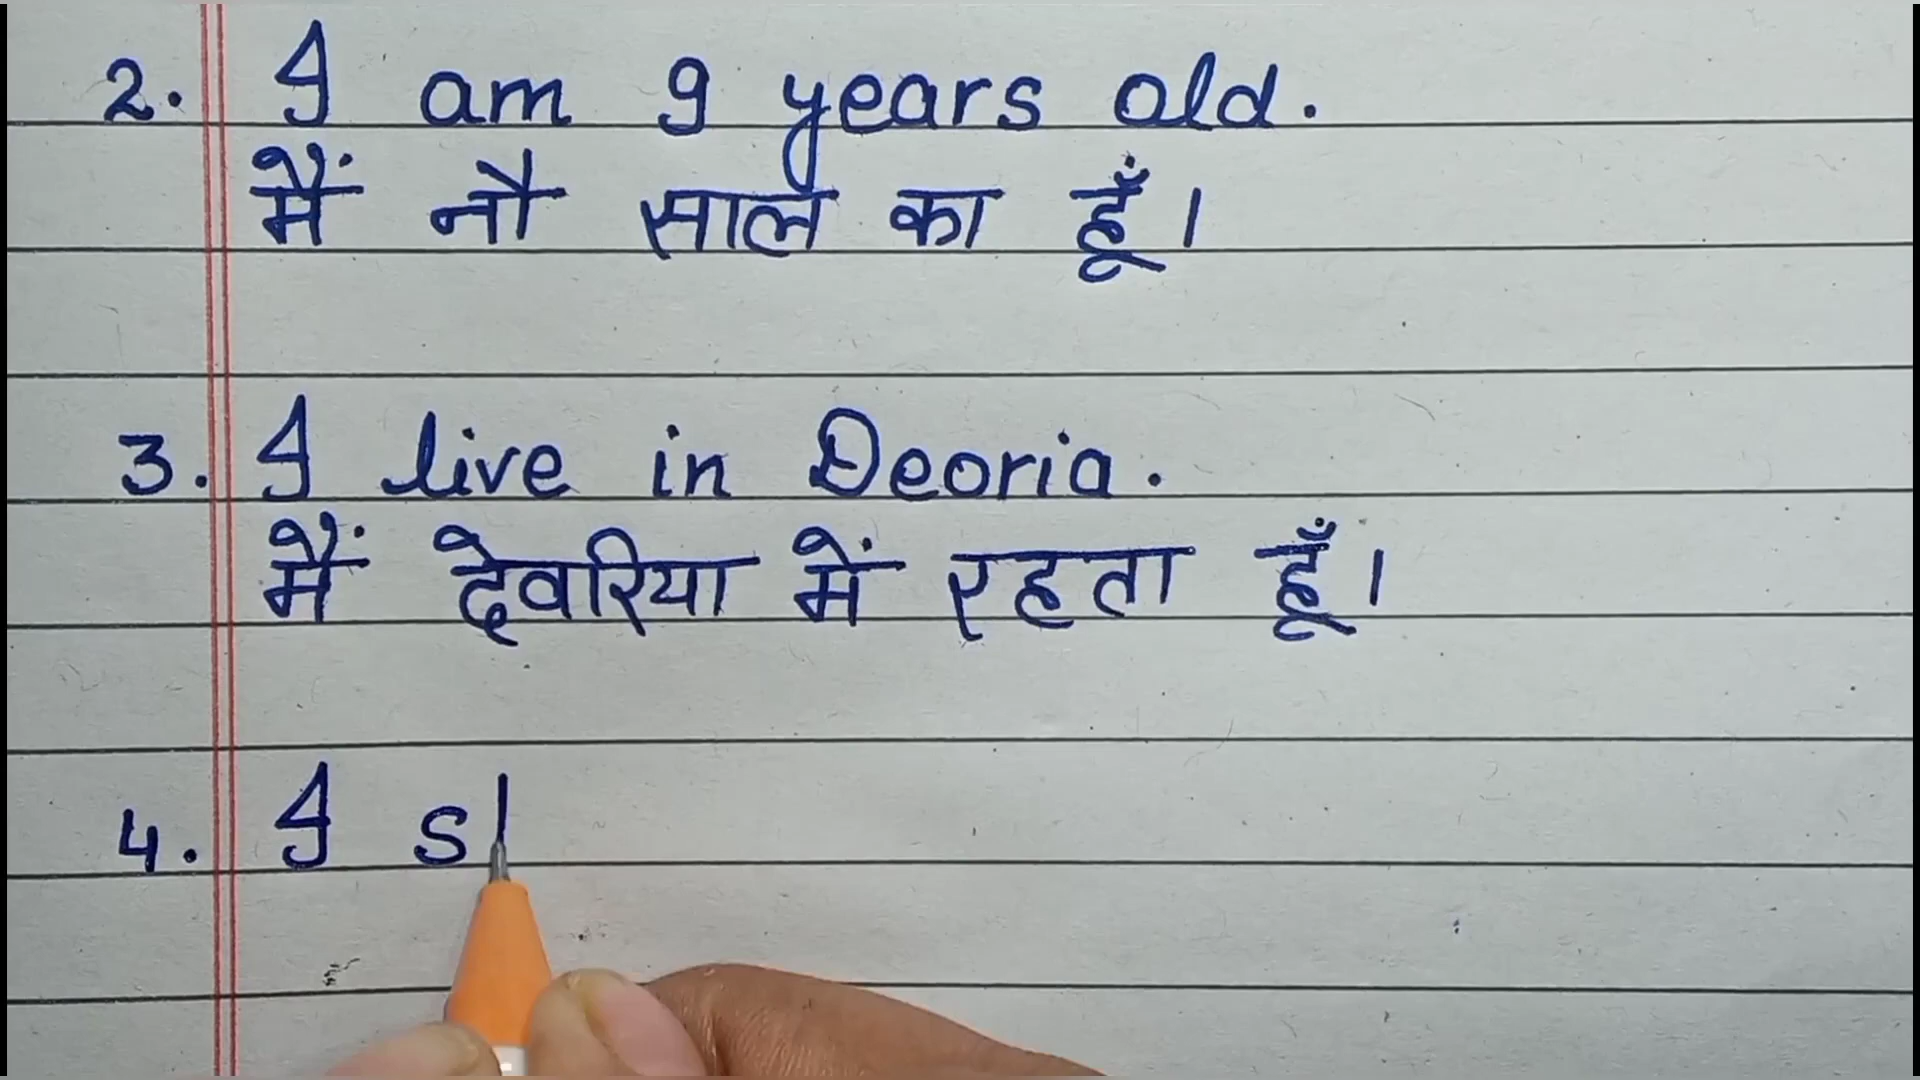 2. I am 9 years old.
मैं नौ साल का हूँ।
3. I live in Deoria.
मैं देवरिया में रहता हूँ।
4. I